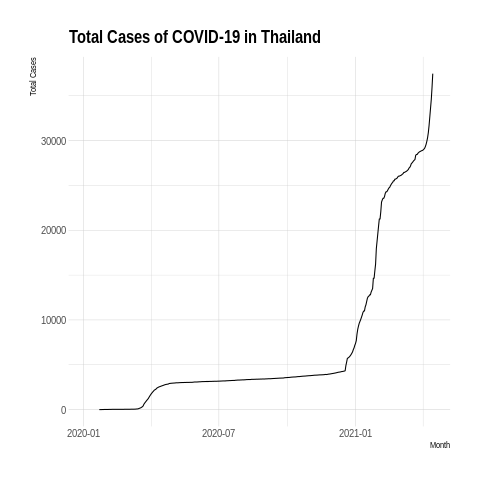 Total Cases of COVID-19 in Thailand
Total Cases
30000
20000
10000
0
2020-01
2020-07
2021-01
Month